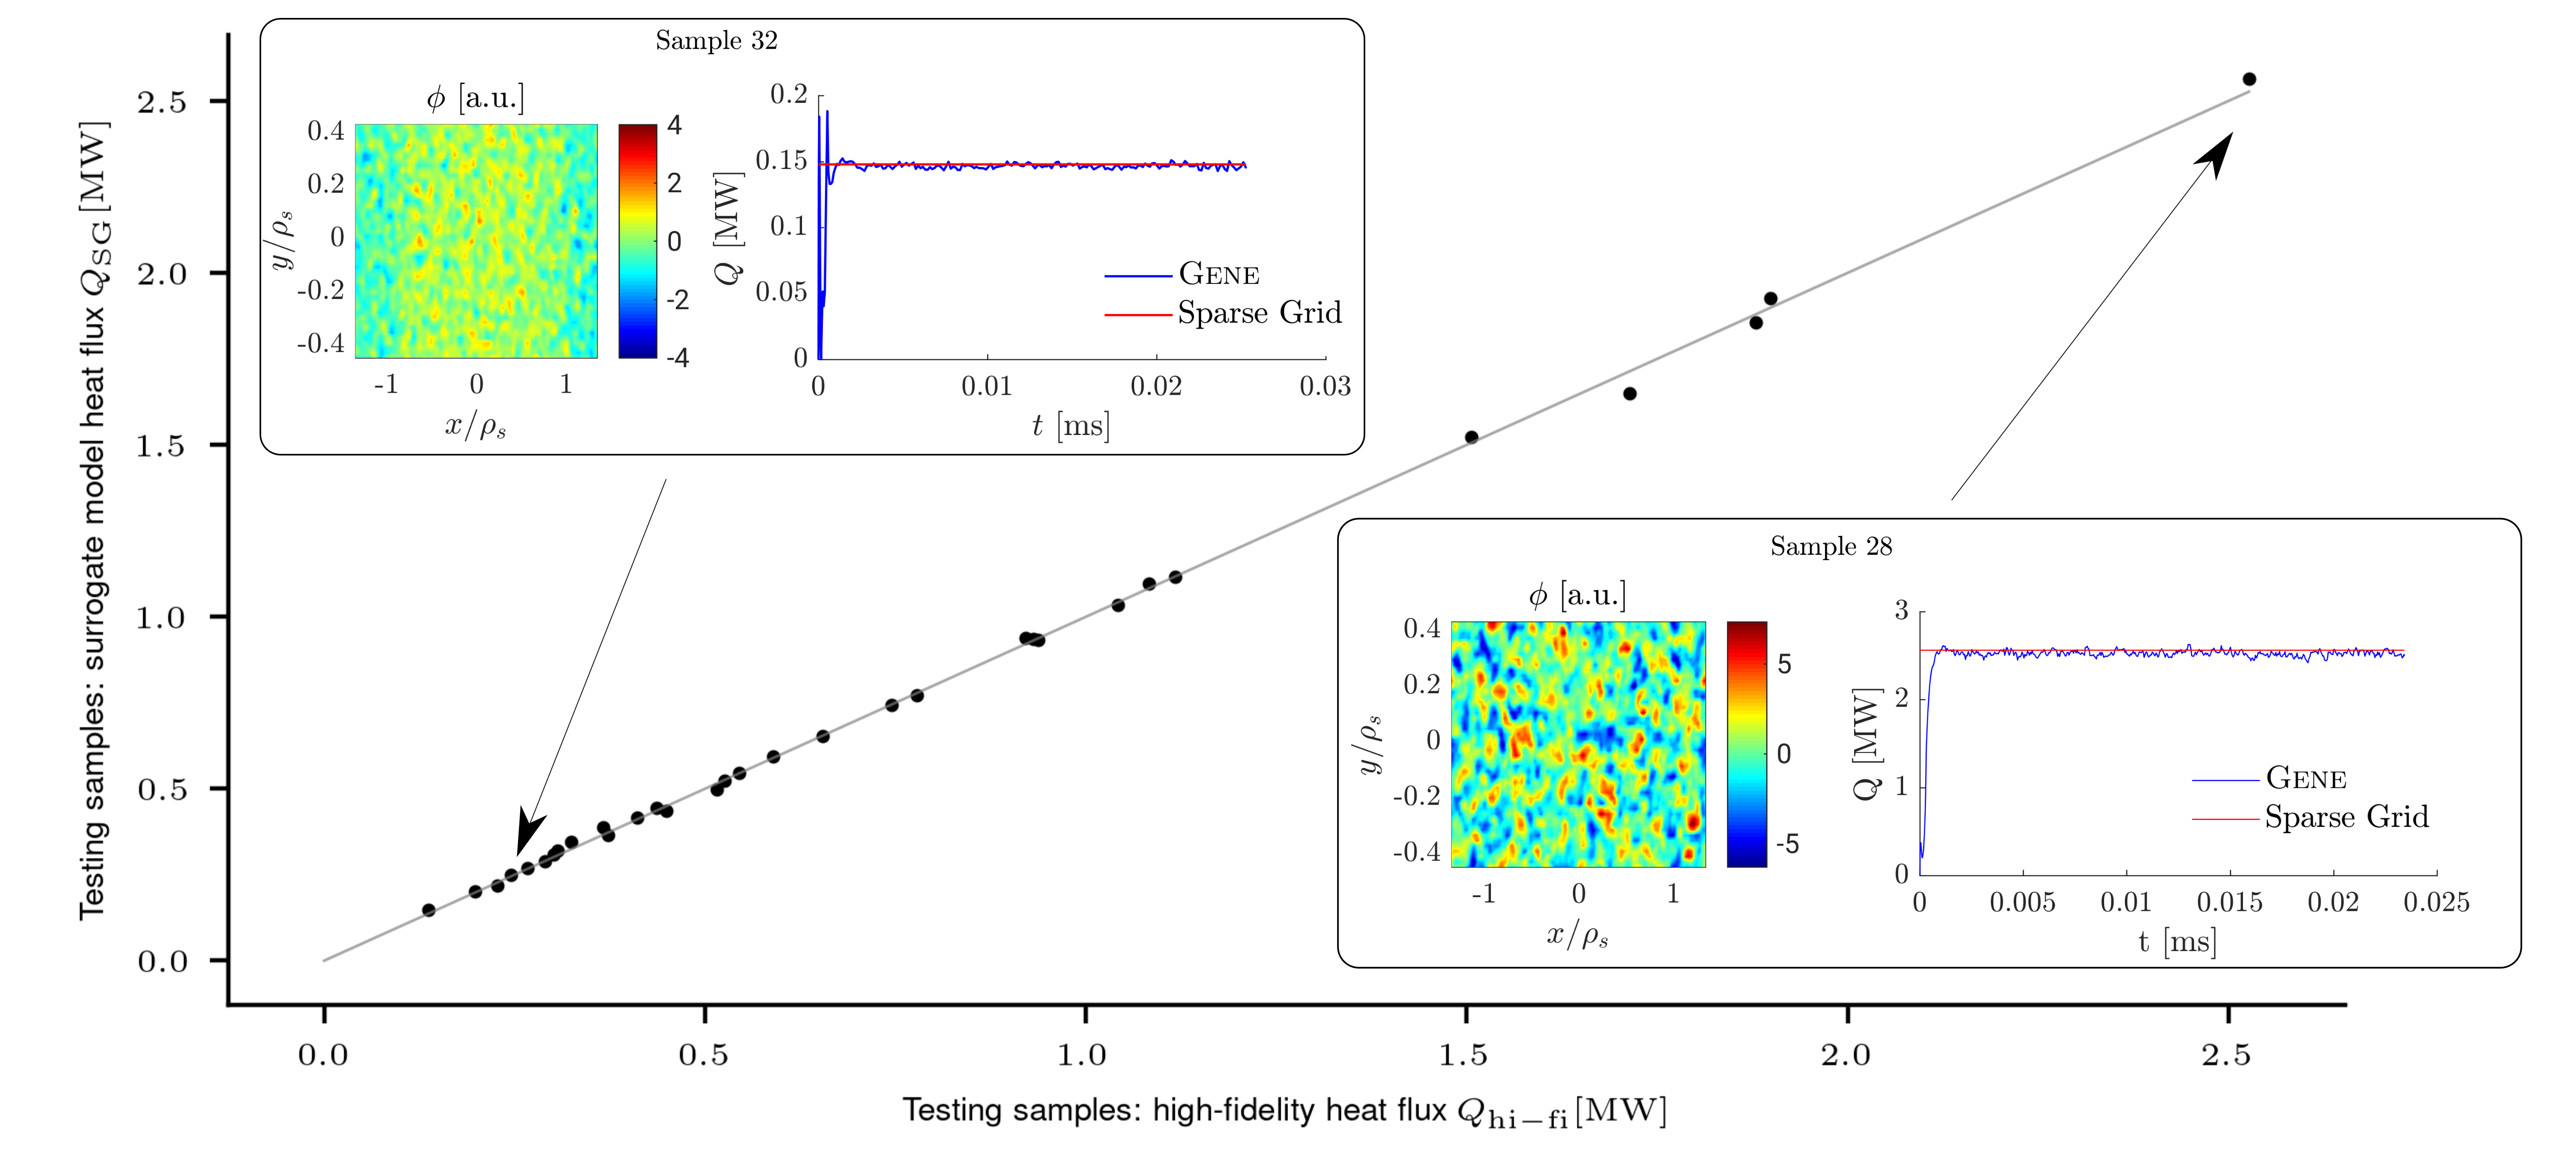 Sample 32
ϕ [a.u.]
0.4
0.2
0
-0.2
-0.4
y/ρₛ
-1 0 1
x/ρₛ
4
2
0
-2
-4
0.2
0.15
0.1
0.05
0
Q [MW]
GENE
Sparse Grid
0 0.01 0.02 0.03
t [ms]
Sample 28
ϕ [a.u.]
0.4
0.2
0
-0.2
-0.4
y/ρₛ
-1 0 1
x/ρₛ
5
0
-5
3
2
1
0
Q [MW]
GENE
Sparse Grid
0 0.005 0.01 0.015 0.02 0.025
t [ms]
Testing samples: surrogate model heat flux Q_SG [MW]
2.5
2.0
1.5
1.0
0.5
0.0
0.0 0.5 1.0 1.5 2.0 2.5
Testing samples: high-fidelity heat flux Q_hi−fi [MW]